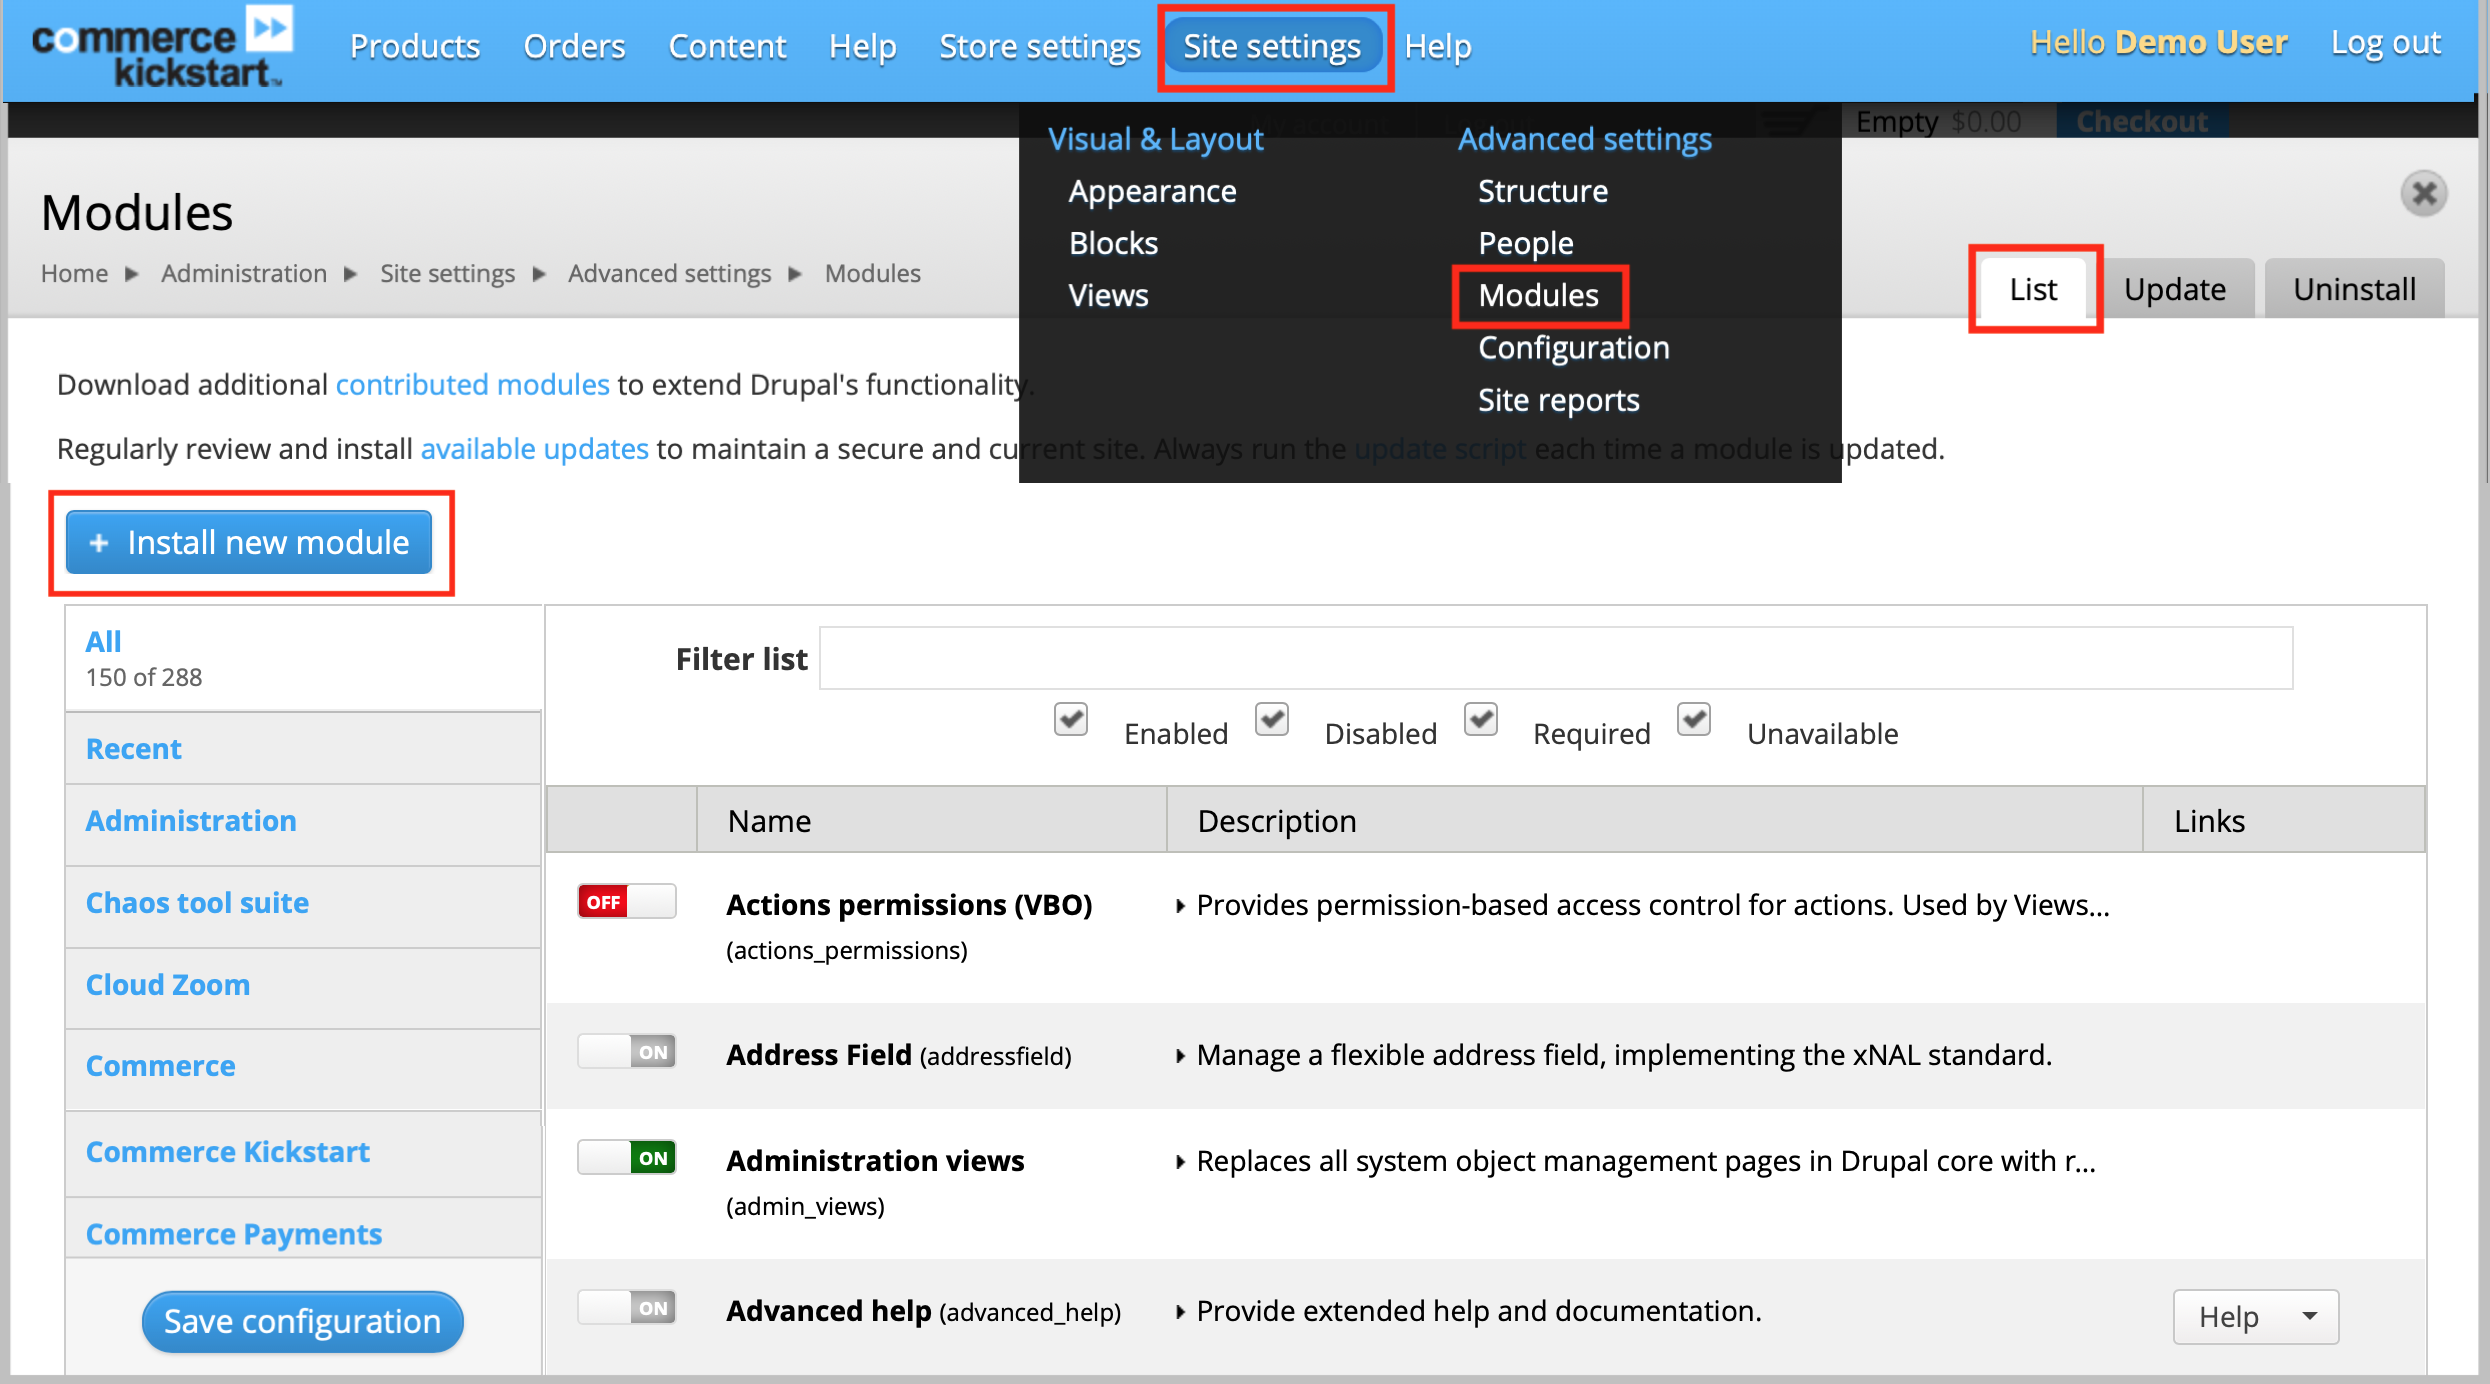 commerce kickstart™
Products Orders Content Help Store settings Site settings Help
Hello Demo User Log out
My account
Empty $0.00 Checkout
Visual & Layout
Appearance
Blocks
Views
Advanced settings
Structure
People
Modules
Configuration
Site reports
Modules
Home Administration Site settings Advanced settings Modules
List Update Uninstall
Download additional contributed modules to extend Drupal's functionality.
Regularly review and install available updates to maintain a secure and current site. Always run the update script each time a module is updated.
+ Install new module
All
150 of 288
Recent
Administration
Chaos tool suite
Cloud Zoom
Commerce
Commerce Kickstart
Commerce Payments
Save configuration
Filter list
Enabled Disabled Required Unavailable
Name Description Links
OFF Actions permissions (VBO) Provides permission-based access control for actions. Used by Views...
(actions_permissions)
ON Address Field (addressfield) Manage a flexible address field, implementing the xNAL standard.
ON Administration views Replaces all system object management pages in Drupal core with r...
(admin_views)
ON Advanced help (advanced_help) Provide extended help and documentation. Help